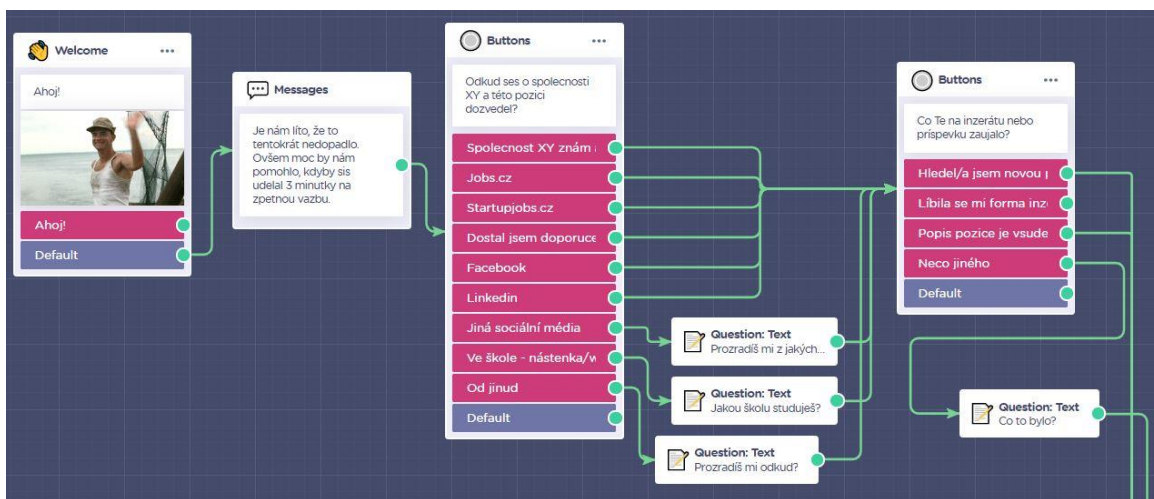 Welcome
Ahoj!
Ahoj!
Default
Messages
Je nám líto, že to
tentokrát nedopadlo.
Ovšem moc by nám
pomohlo, kdyby sis
udelal 3 minutky na
zpetnou vazbu.
Buttons
Odkud ses o spolecnosti
XY a této pozici
dozvedel?
Spolecnost XY znám
Jobs.cz
Startupjobs.cz
Dostal jsem doporuce
Facebook
Linkedin
Jiná sociální média
Ve škole - nástenka/w
Od jinud
Default
Question: Text
Prozradíš mi z jakých...
Question: Text
Jakou školu studuješ?
Question: Text
Prozradíš mi odkud?
Buttons
Co Te na inzerátu nebo
príspevku zaujalo?
Hledel/a jsem novou
Líbila se mi forma inz
Popis pozice je vsude
Neco jiného
Default
Question: Text
Co to bylo?